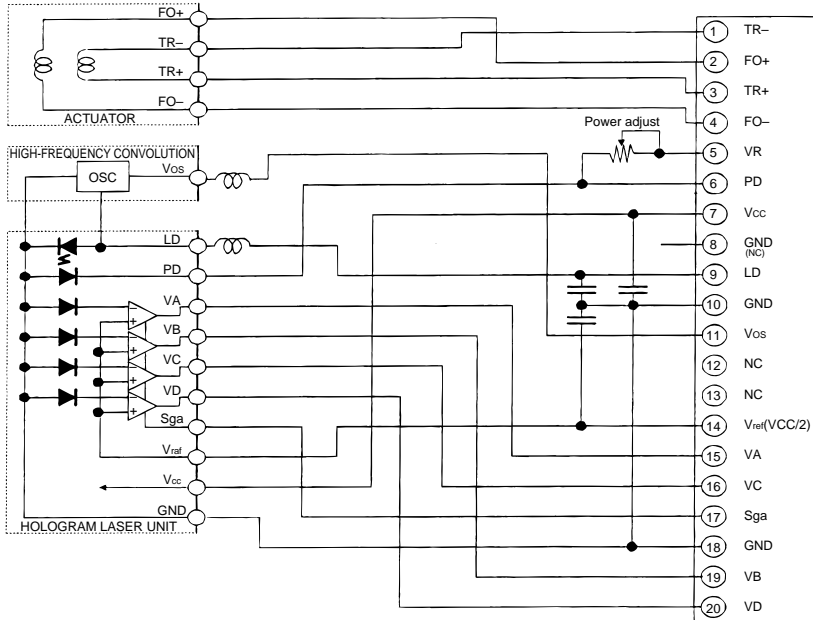 FO+
TR–
TR+
FO–
ACTUATOR
HIGH-FREQUENCY CONVOLUTION
OSC
VOS
LD
PD
VA
VB
VC
VD
Sga
Vraf
Vcc
GND
HOLOGRAM LASER UNIT
– + – + – + – +
Power adjust
1 TR–
2 FO+
3 TR+
4 FO–
5 VR
6 PD
7 Vcc
8 GND
(NC)
9 LD
10 GND
11 VOS
12 NC
13 NC
14 Vref(VCC/2)
15 VA
16 VC
17 Sga
18 GND
19 VB
20 VD